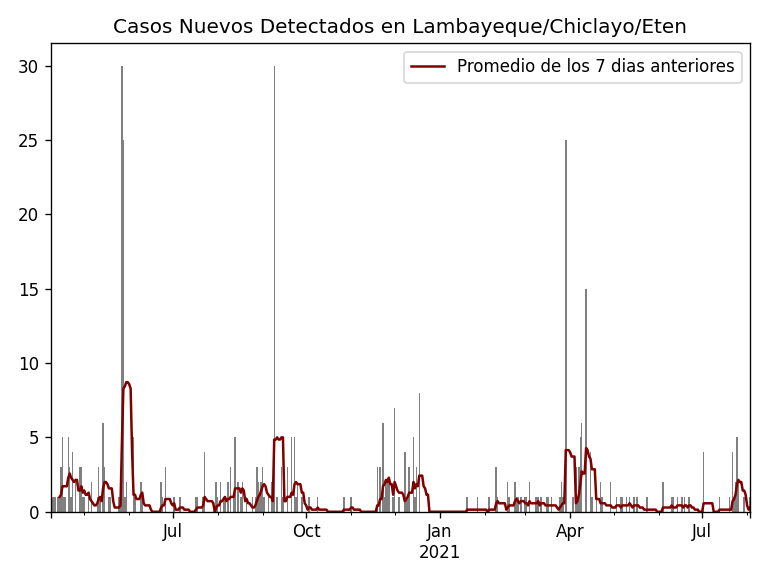 Casos Nuevos Detectados en Lambayeque/Chiclayo/Eten
Promedio de los 7 dias anteriores
30
25
20
15
10
5
0
Jul
Oct
Jan
2021
Apr
Jul